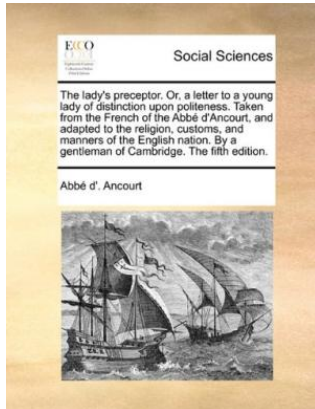 ECCO
Social Sciences
The lady's preceptor. Or, a letter to a young
lady of distinction upon politeness. Taken
from the French of the Abbé d'Ancourt, and
adapted to the religion, customs, and
manners of the English nation. By a
gentleman of Cambridge. The fifth edition.
Abbé d'. Ancourt